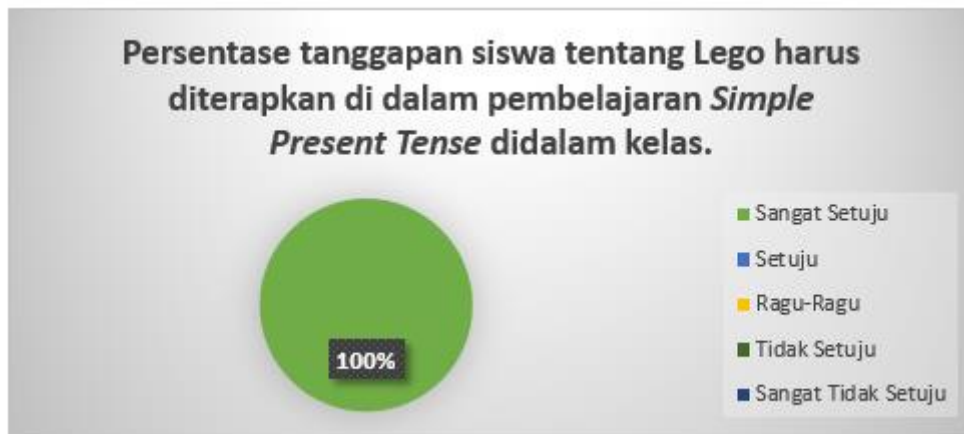 Persentase tanggapan siswa tentang Lego harus
diterapkan di dalam pembelajaran Simple
Present Tense didalam kelas.
100%
Sangat Setuju
Setuju
Ragu-Ragu
Tidak Setuju
Sangat Tidak Setuju